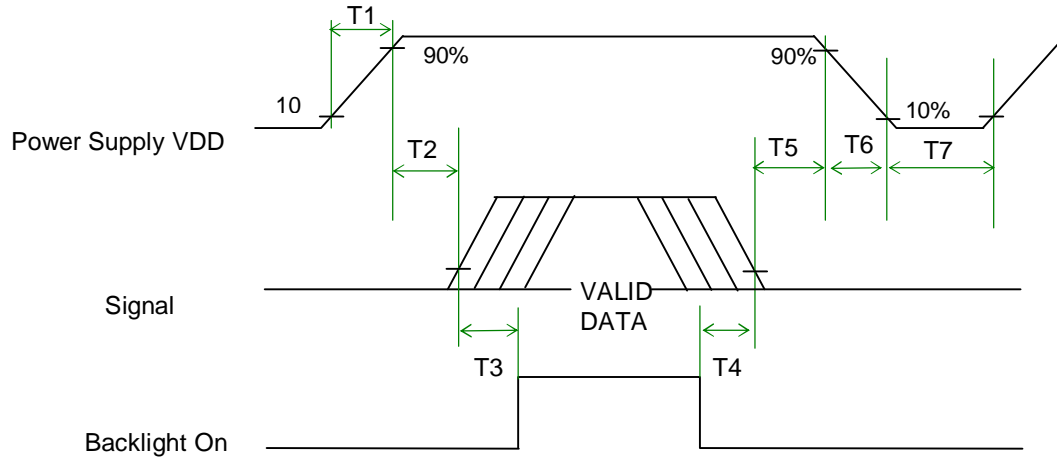 T1
90%
90%
10
10%
Power Supply VDD
T2
T5
T6
T7
VALID
DATA
Signal
T3
T4
Backlight On